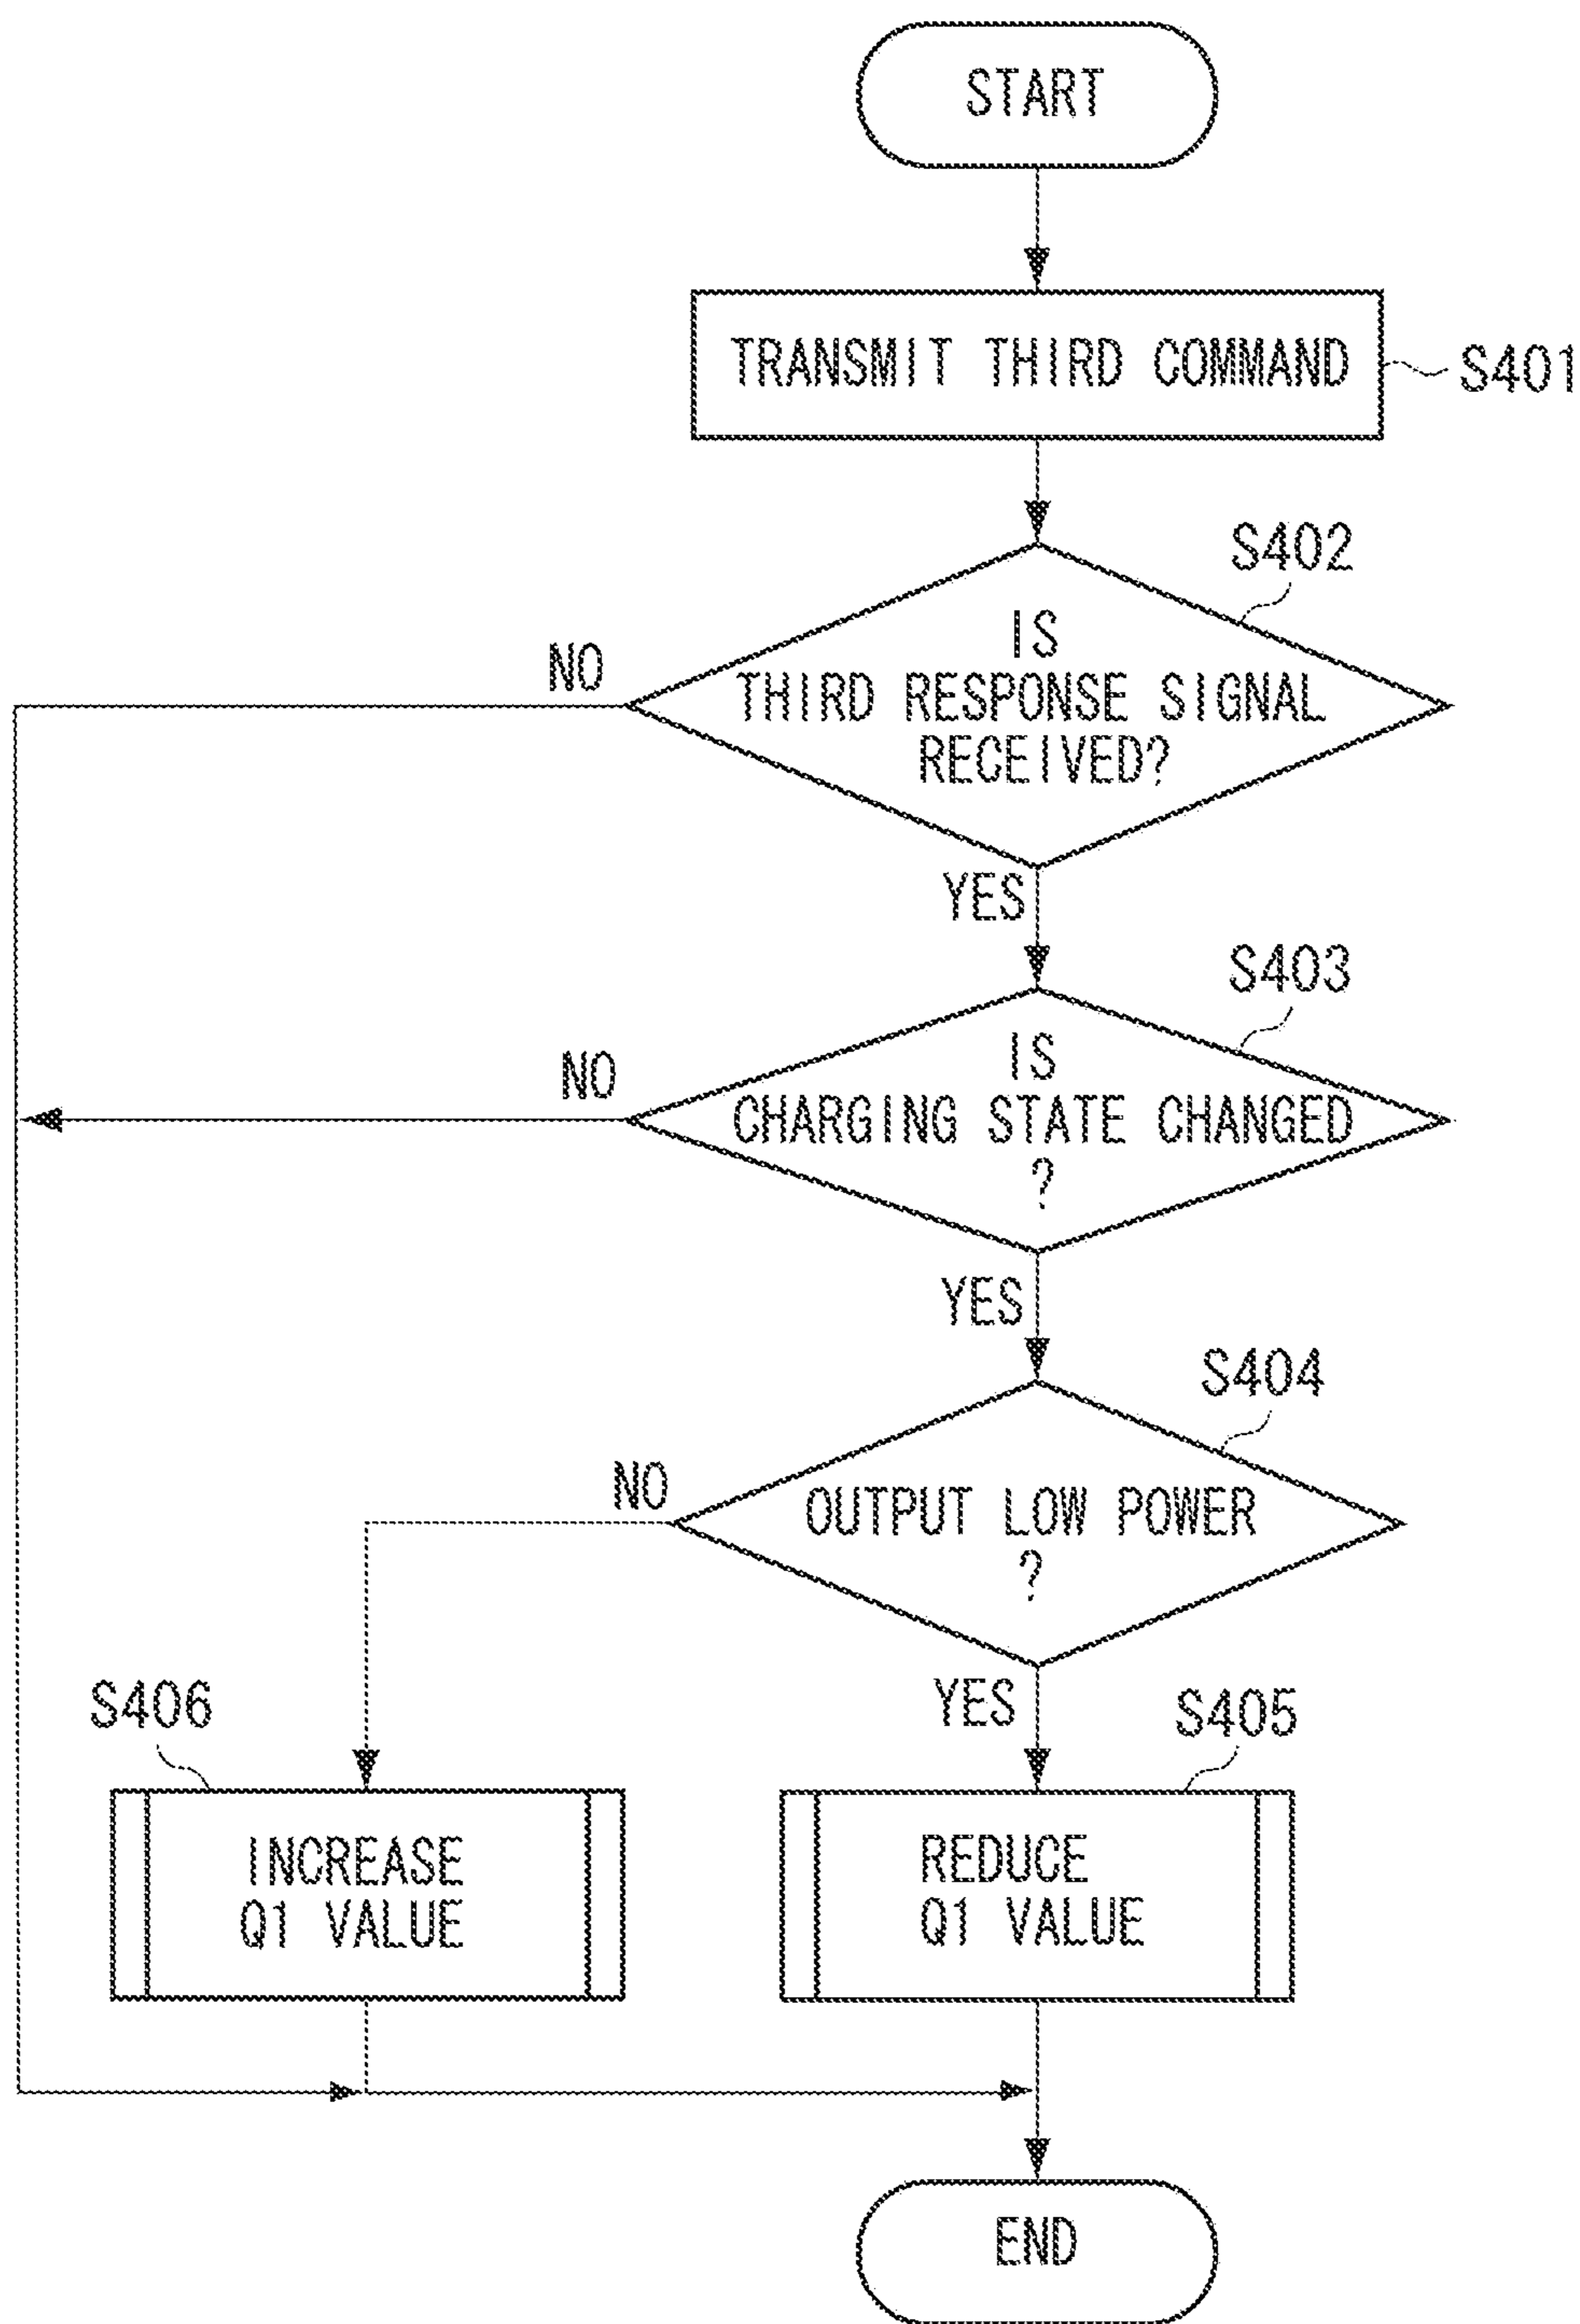 START
TRANSMIT THIRD COMMAND
S401
S402
IS
THIRD RESPONSE SIGNAL
RECEIVED?
NO
YES
S403
IS
CHARGING STATE CHANGED
?
NO
YES
S404
OUTPUT LOW POWER
?
NO
YES
S406
S405
INCREASE
Q1 VALUE
REDUCE
Q1 VALUE
END